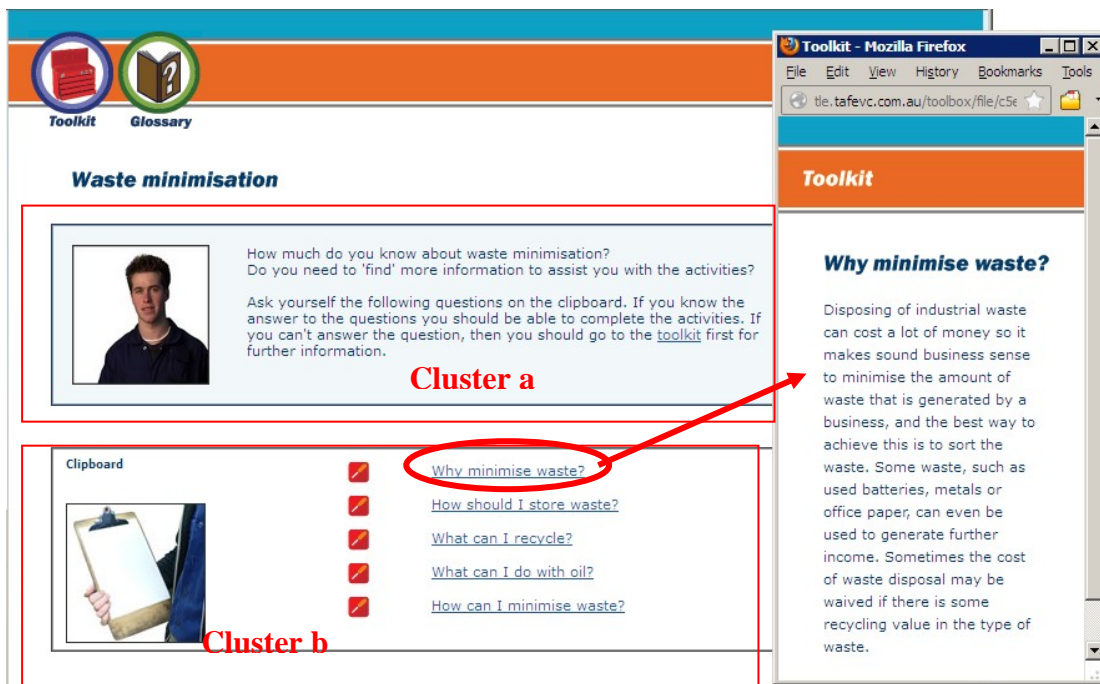 Toolkit
Glossary
Waste minimisation
How much do you know about waste minimisation?
Do you need to 'find' more information to assist you with the activities?
Ask yourself the following questions on the clipboard. If you know the
answer to the questions you should be able to complete the activities. If
you can't answer the question, then you should go to the toolkit first for
further information.
Cluster a
Clipboard
Why minimise waste?
How should I store waste?
What can I recycle?
What can I do with oil?
How can I minimise waste?
Cluster b
Toolkit - Mozilla Firefox
File Edit View History Bookmarks Tools
tle.tafevc.com.au/toolbox/file/c5e
Toolkit
Why minimise waste?
Disposing of industrial waste
can cost a lot of money so it
makes sound business sense
to minimise the amount of
waste that is generated by a
business, and the best way to
achieve this is to sort the
waste. Some waste, such as
used batteries, metals or
office paper, can even be
used to generate further
income. Sometimes the cost
of waste disposal may be
waived if there is some
recycling value in the type of
waste.